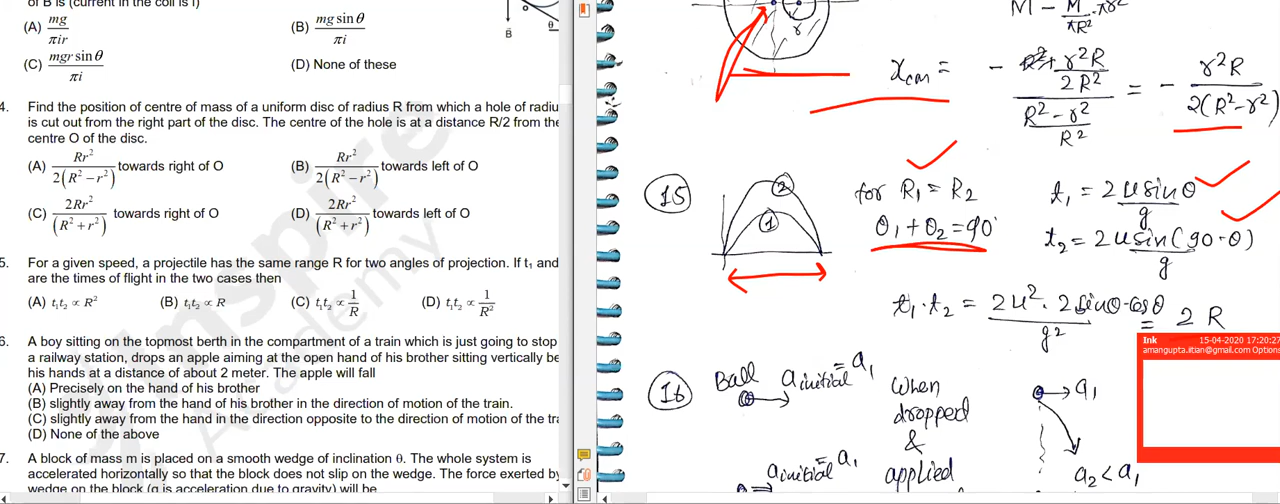 of B is (current in the coil is i)
(A) mg/πir (B) mg sin θ/πi
(C) mgr sin θ/πi (D) None of these
B θ
4. Find the position of centre of mass of a uniform disc of radius R from which a hole of radiu
is cut out from the right part of the disc. The centre of the hole is at a distance R/2 from the
centre O of the disc.
(A) Rr²/2(R² − r²) towards right of O (B) Rr²/2(R² − r²) towards left of O
(C) 2Rr²/(R² + r²) towards right of O (D) 2Rr²/(R² + r²) towards left of O
5. For a given speed, a projectile has the sane range R for two angles of projection. If t₁ and
are the times of flight in the two cases then
(A) t₁t₂ ∝ R² (B) t₁t₂ ∝ R (C) t₁t₂ ∝ 1/R (D) t₁t₂ ∝ 1/R²
6. A boy sitting on the topmost berth in the compartment of a train which is just going to stop
a railway station, drops an apple aiming at the open hand of his brother sitting vertically be
his hands at a distance of about 2 meter. The apple will fall
(A) Precisely on the hand of his brother
(B) slightly away from the hand of his brother in the direction of motion of the train.
(C) slightly away from the hand in the direction opposite to the direction of motion of the tra
(D) None of the above
7. A block of mass m is placed on a smooth wedge of inclination θ. The whole system is
accelerated horizontally so that the block does not slip on the wedge. The force exerted by
wedge on the block (g is acceleration due to gravity) will be
Inspire
Academy
r
M − M/πR² · πr²
x_cm = − r²R/2R² / R² − r²/R² = − r²R/2(R² − r²)
15 2 1 for R₁ = R₂ t₁ = 2usinθ/g
θ₁ + θ₂ = 90° t₂ = 2usin(90-θ)/g
t₁·t₂ = 2u²·2sinθ·cosθ/g² = 2R
Ink 15-04-2020 17:20:27
amangupta.iitian@gmail.com Options
16 Ball a initial = a₁ when → a₁
dropped
&
a initial = a₁ applied a₂ < a₁